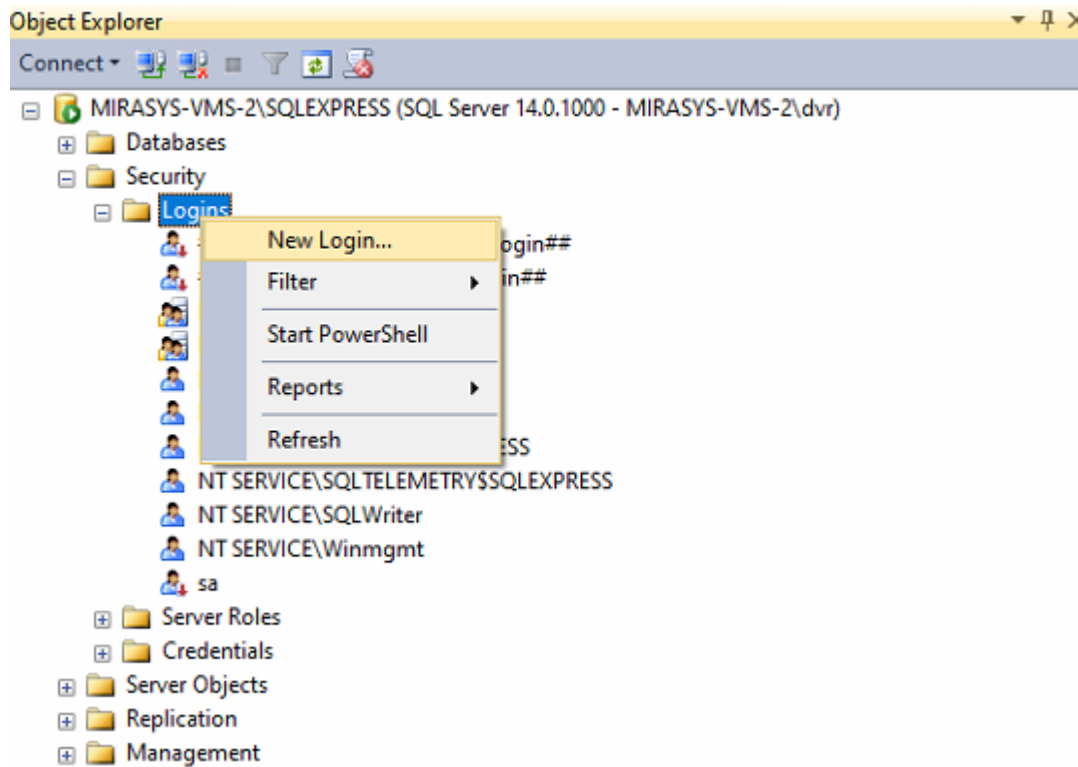 Object Explorer
Connect
MIRASYS-VMS-2\SQLEXPRESS (SQL Server 14.0.1000 - MIRASYS-VMS-2\dvr)
Databases
Security
Logins
New Login...
ogin##
Filter
in##
Start PowerShell
Reports
Refresh
ESS
NT SERVICE\SQLTELEMETRY$SQLEXPRESS
NT SERVICE\SQLWriter
NT SERVICE\Winmgmt
sa
Server Roles
Credentials
Server Objects
Replication
Management